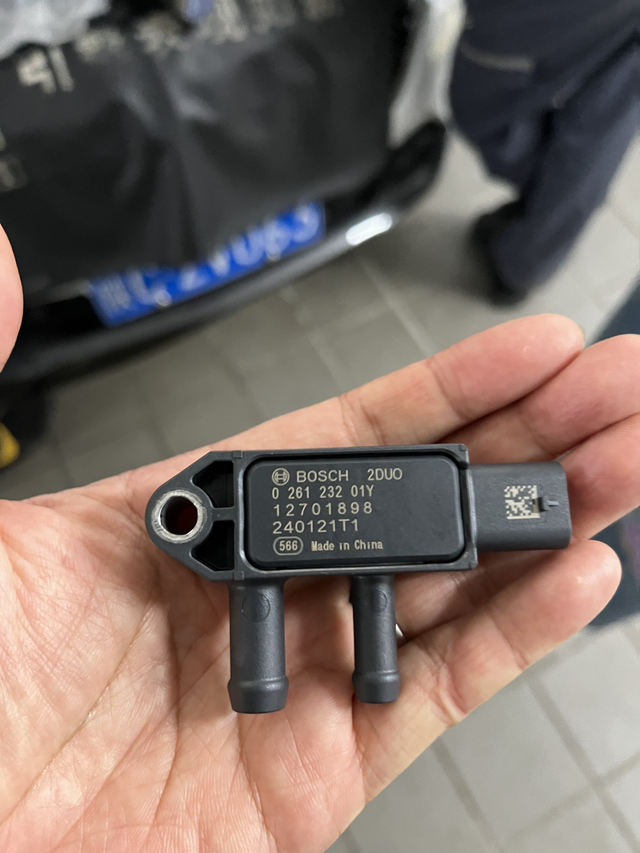 BOSCH 2DUO
0 261 232 01Y
12701898
240121T1
566 Made in China